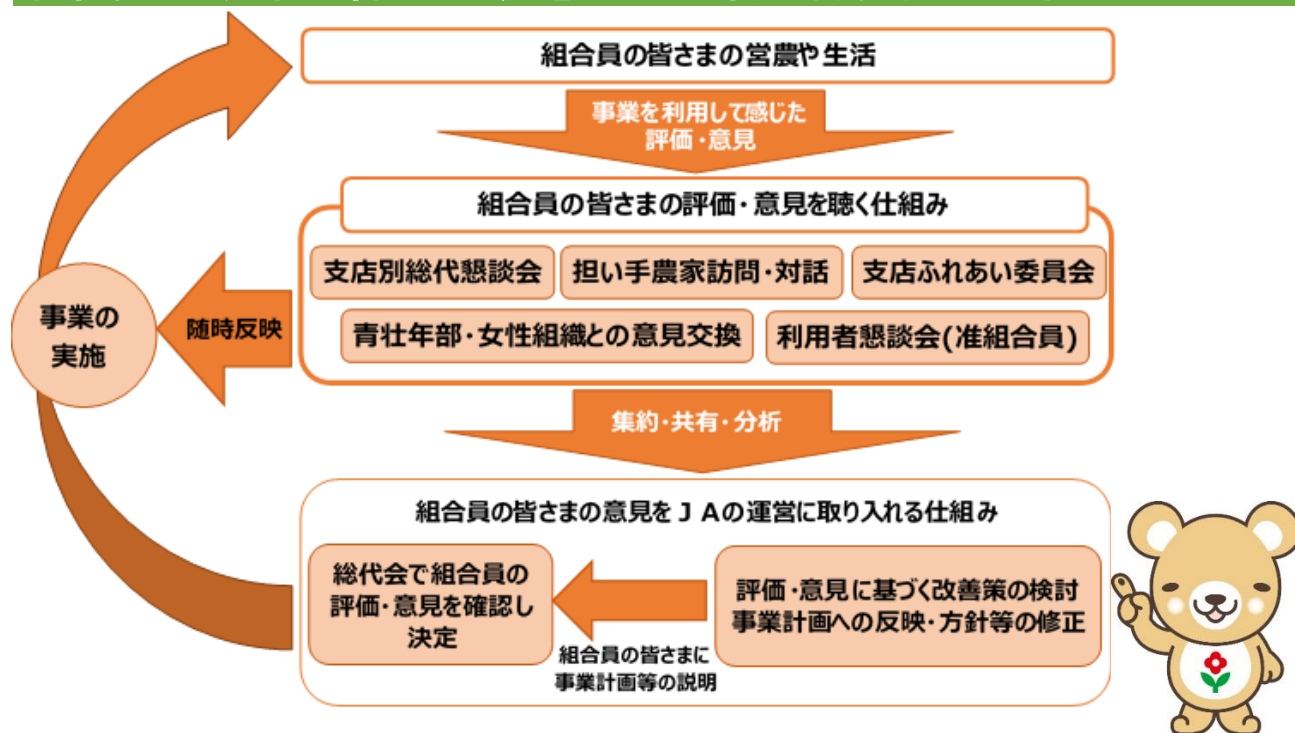 組合員の皆さまの営農や生活
事業を利用して感じた
評価・意見
組合員の皆さまの評価・意見を聴く仕組み
支店別総代懇談会
担い手農家訪問・対話
支店ふれあい委員会
青壮年部・女性組織との意見交換
利用者懇談会(准組合員)
随時反映
事業の
実施
集約・共有・分析
組合員の皆さまの意見をJAの運営に取り入れる仕組み
総代会で組合員の
評価・意見を確認し
決定
組合員の皆さまに
事業計画等の説明
評価・意見に基づく改善策の検討
事業計画への反映・方針等の修正